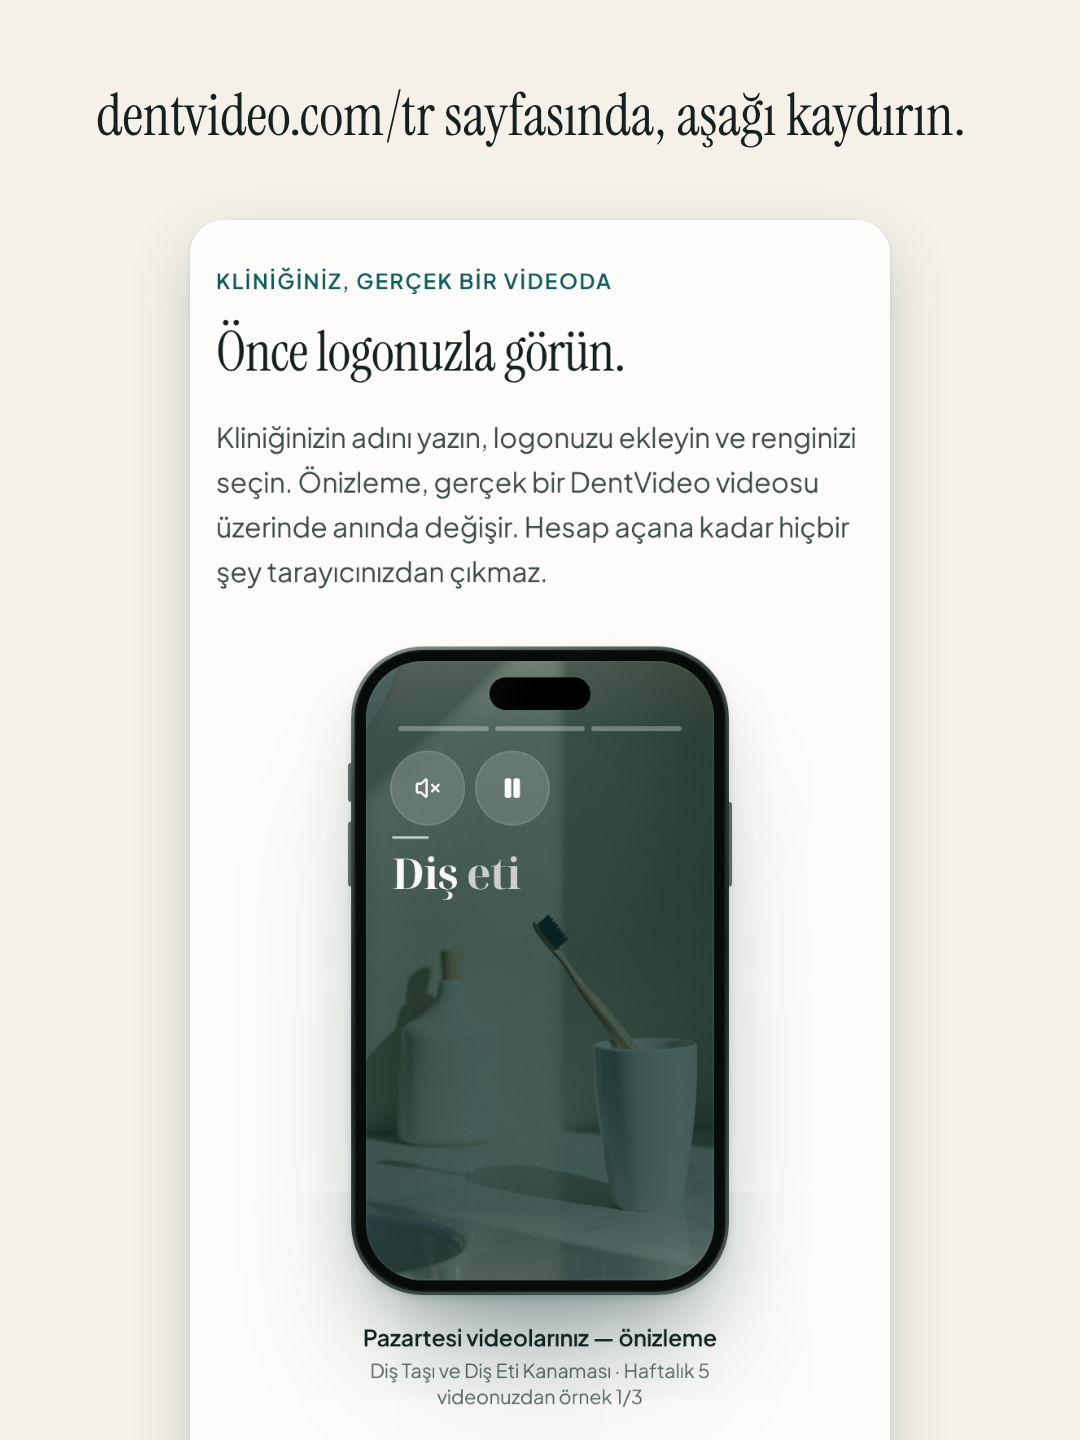 dentvideo.com/tr sayfasında, aşağı kaydırın.
KLİNİĞİNİZ, GERÇEK BİR VİDEODA
Önce logonuzla görün.
Kliniğinizin adını yazın, logonuzu ekleyin ve renginizi
seçin. Önizleme, gerçek bir DentVideo videosu
üzerinde anında değişir. Hesap açana kadar hiçbir
şey tarayıcınızdan çıkmaz.
Diş eti
Pazartesi videolarınız — önizleme
Diş Taşı ve Diş Eti Kanaması · Haftalık 5
videonuzdan örnek 1/3